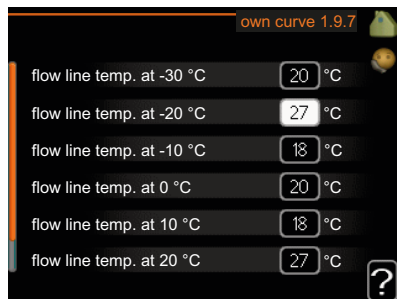 own curve 1.9.7
flow line temp. at -30 °C 20 °C
flow line temp. at -20 °C 27 °C
flow line temp. at -10 °C 18 °C
flow line temp. at 0 °C 20 °C
flow line temp. at 10 °C 18 °C
flow line temp. at 20 °C 27 °C
?